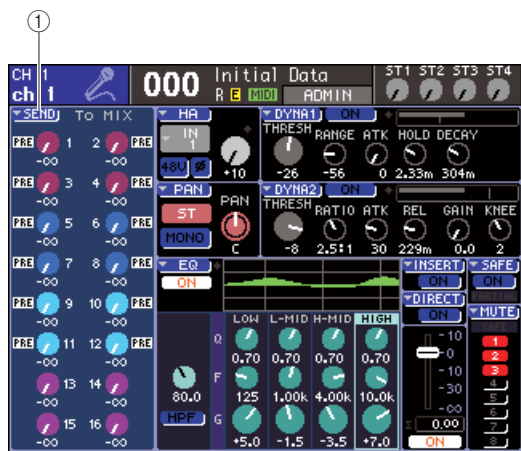 ①
CH 1
ch 1
000 Initial Data
R E MIDI ADMIN
ST1 ST2 ST3 ST4
SEND To MIX
PRE 1 2 PRE
-∞ -∞
PRE 3 4 PRE
-∞ -∞
PRE 5 6 PRE
-∞ -∞
PRE 7 8 PRE
-∞ -∞
PRE 9 10 PRE
-∞ -∞
PRE 11 12 PRE
-∞ -∞
13 14
-∞ -∞
15 16
-∞ -∞
HA
IN
1
48V Ø
+10
PAN
ST
MONO
PAN
C
DYNA1 ON
THRESH RANGE ATK HOLD DECAY
-26 -56 0 2.33m 304m
DYNA2 ON
THRESH RATIO ATK REL GAIN KNEE
-8 2.5:1 30 229m 0.0 2
EQ
ON
LOW L-MID H-MID HIGH
Q 0.70 0.70 0.70 0.70
F 125 1.00k 4.00k 10.0k
G +5.0 -1.5 -3.5 +7.0
80.0
HPF
INSERT
ON
DIRECT
ON
-10
-0
-10
-30
-∞
Σ 0.00
ON
SAFE
ON
PARTIAL
MUTE
SAFE
1
2
3
4
5
6
7
8